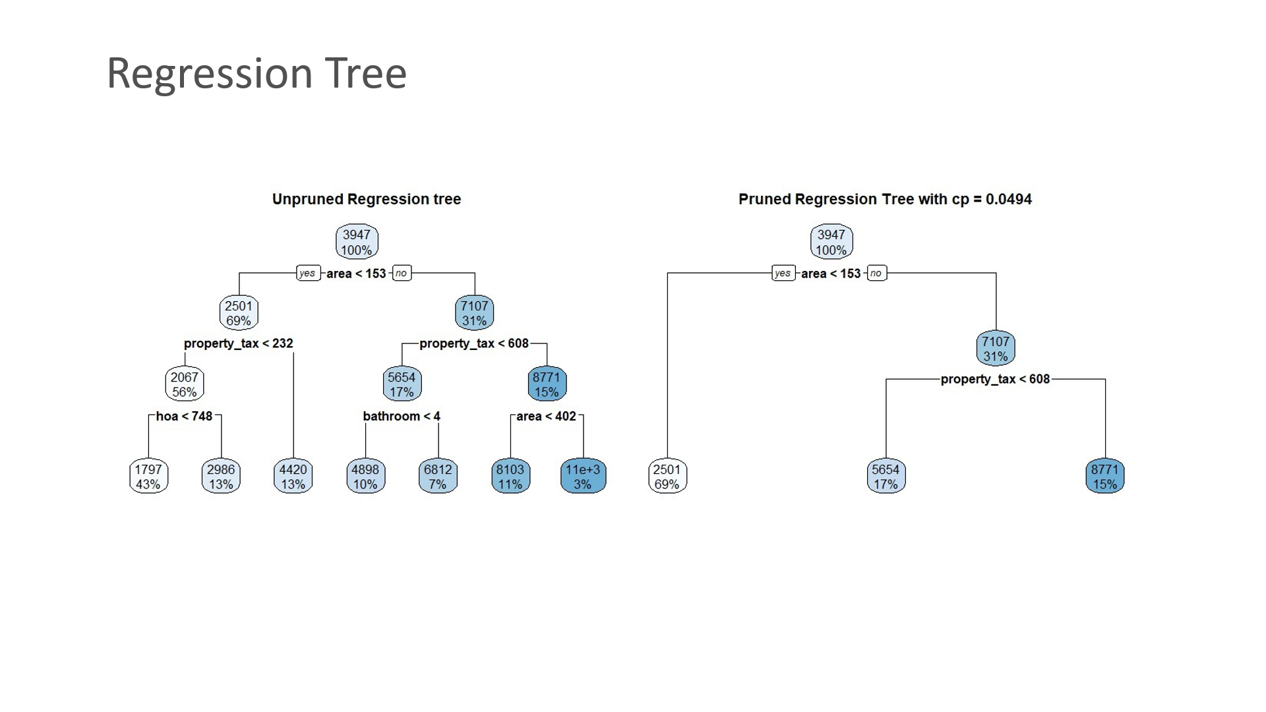 Regression Tree
Unpruned Regression tree
3947
100%
yes area < 153 no
2501
69%
7107
31%
property_tax < 232
property_tax < 608
2067
56%
5654
17%
8771
15%
hoa < 748
bathroom < 4
area < 402
1797
43%
2986
13%
4420
13%
4898
10%
6812
7%
8103
11%
11e+3
3%
Pruned Regression Tree with cp = 0.0494
3947
100%
yes area < 153 no
7107
31%
property_tax < 608
2501
69%
5654
17%
8771
15%